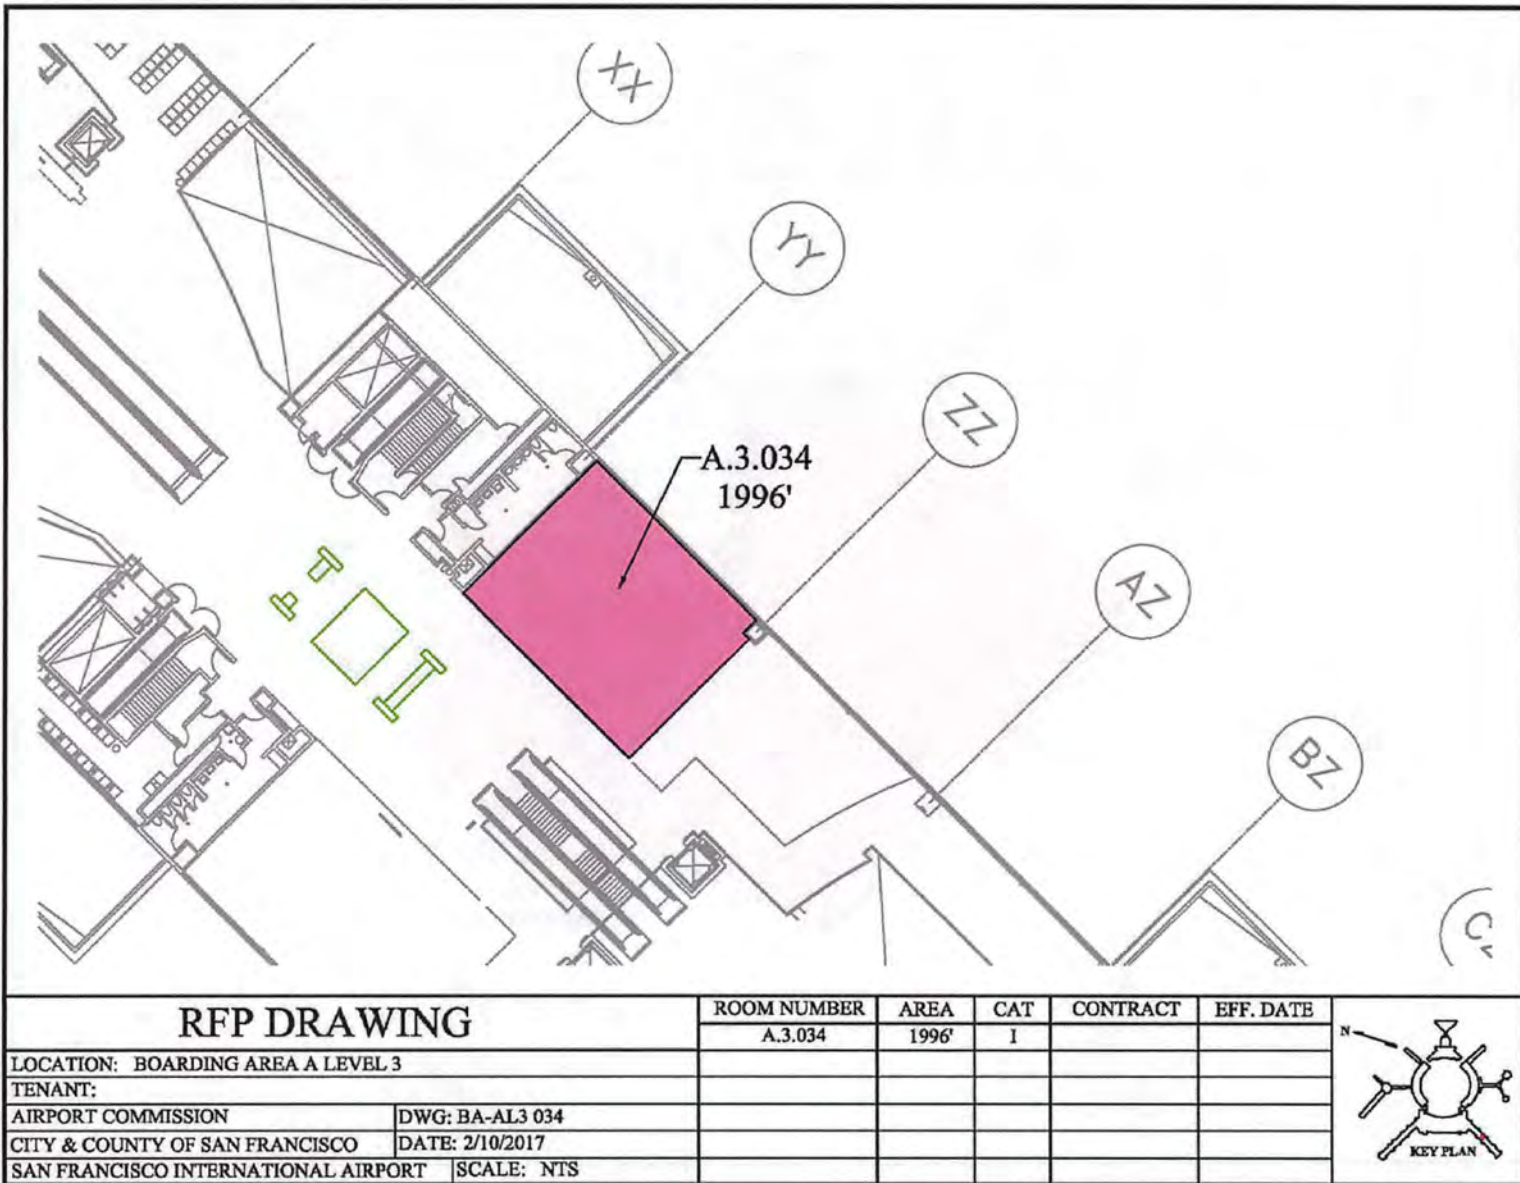 XX
YY
ZZ
A.3.034
1996'
AZ
BZ
RFP DRAWING
ROOM NUMBER AREA CAT CONTRACT EFF. DATE
A.3.034 1996' I
LOCATION: BOARDING AREA A LEVEL 3
TENANT:
AIRPORT COMMISSION DWG: BA-AL3 034
CITY & COUNTY OF SAN FRANCISCO DATE: 2/10/2017
SAN FRANCISCO INTERNATIONAL AIRPORT SCALE: NTS
N
KEY PLAN